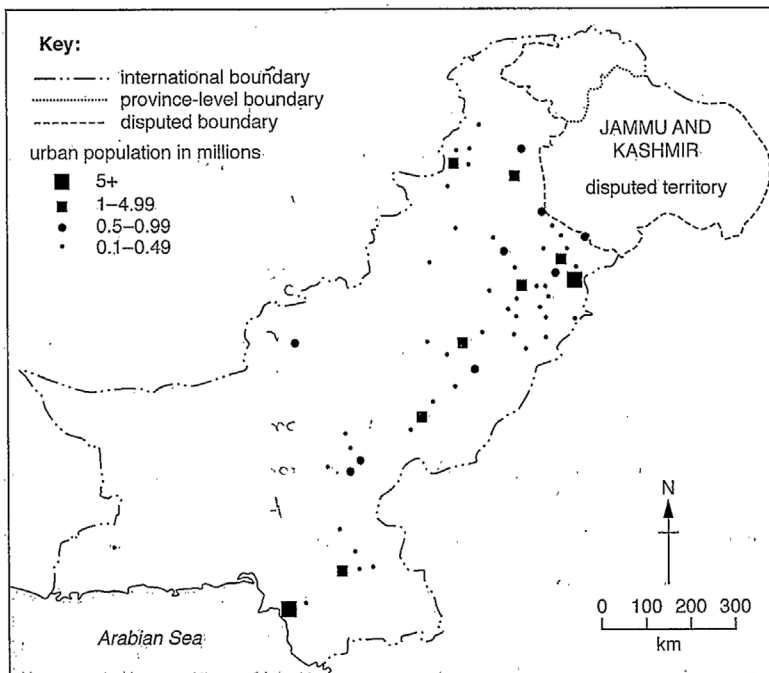 Key:
international boundary
province-level boundary
disputed boundary
urban population in millions
5+
1–4.99
0.5–0.99
0.1–0.49
JAMMU AND
KASHMIR
disputed territory
N
0 100 200 300
km
Arabian Sea